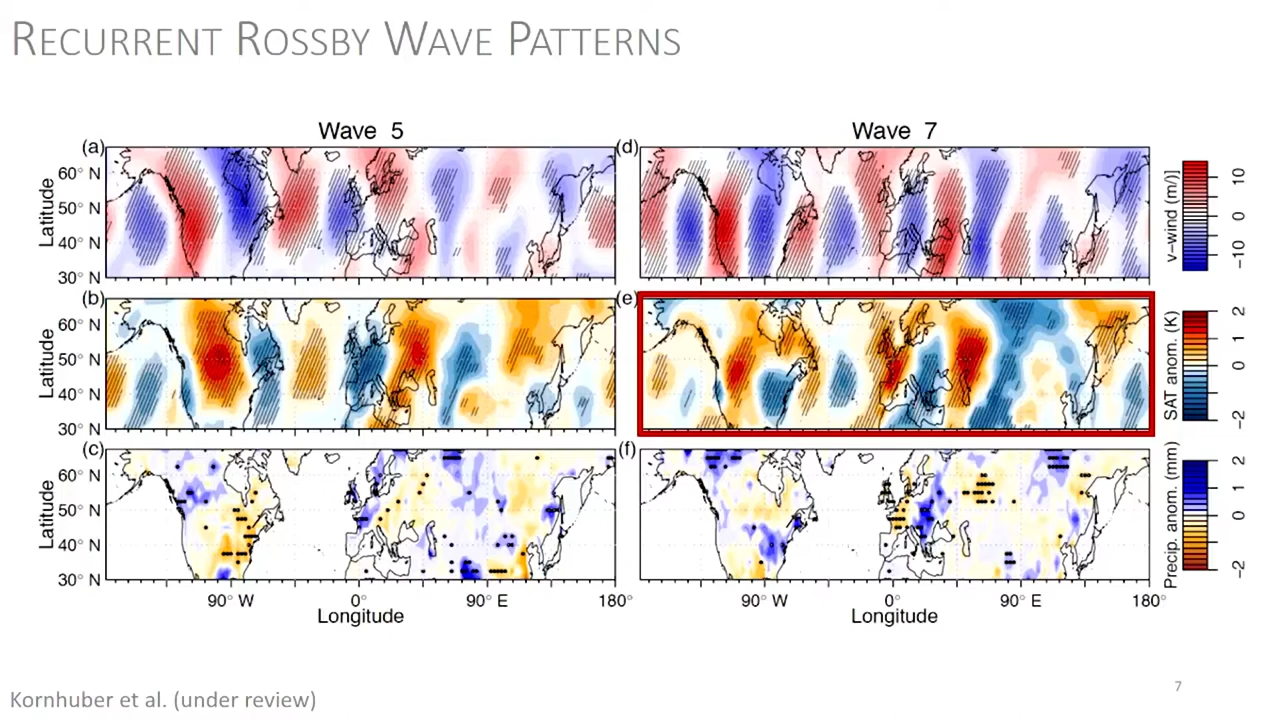 RECURRENT ROSSBY WAVE PATTERNS
Wave 5
Wave 7
(a)
(d)
60° N
50° N
40° N
30° N
Latitude
v−wind (m/)]
10
0
−10
(b)
(e)
60° N
50° N
40° N
30° N
Latitude
SAT anom. (K)
2
1
0
−2
(c)
(f)
60° N
50° N
40° N
30° N
Latitude
Precip. anom. (mm)
2
1
0
−2
90° W 0° 90° E 180°
90° W 0° 90° E 180°
Longitude
Longitude
Kornhuber et al. (under review)
7